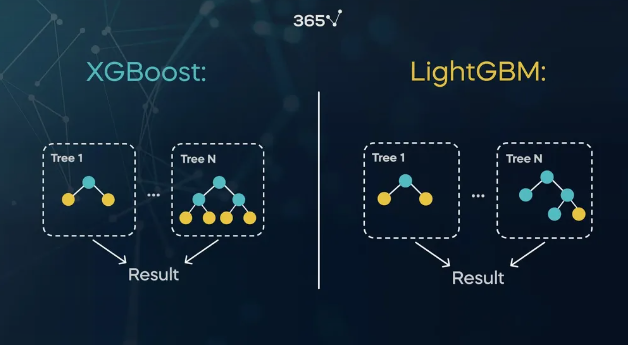 365
XGBoost:
LightGBM:
Tree 1
...
Tree N
Result
Tree 1
...
Tree N
Result